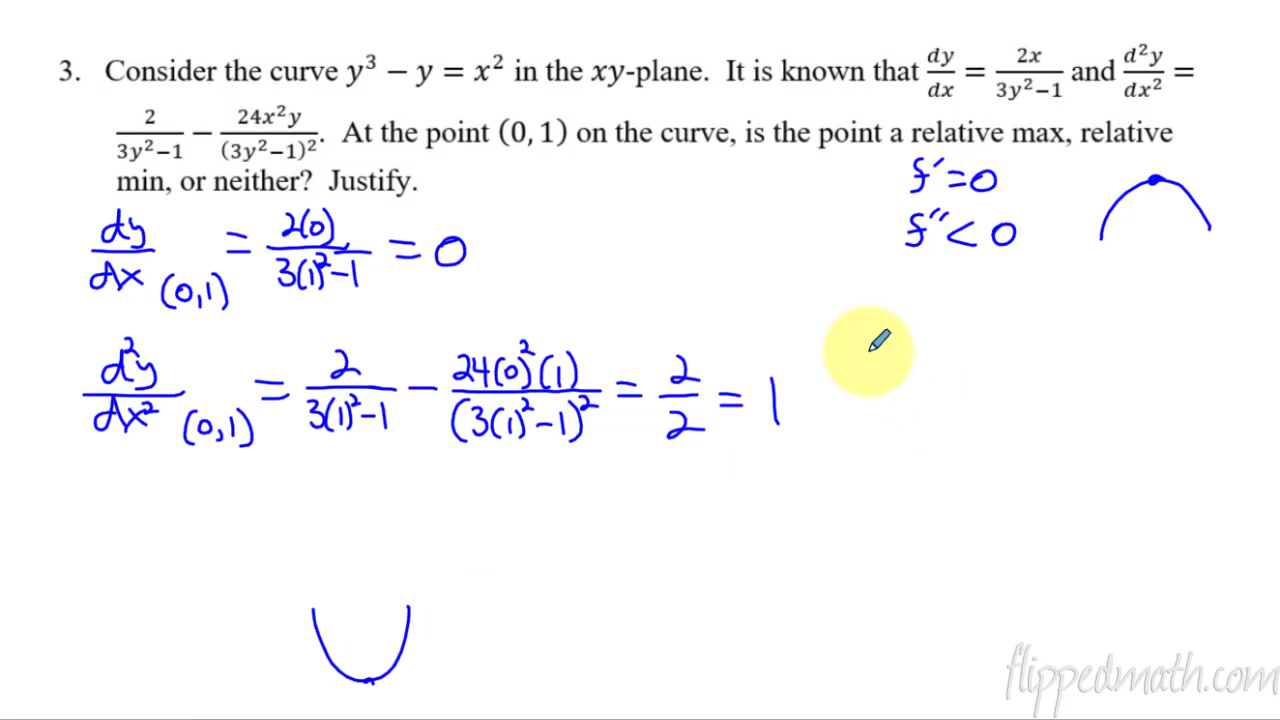 3. Consider the curve y³ − y = x² in the xy-plane. It is known that dy/dx = 2x/(3y²−1) and d²y/dx² =
2/(3y²−1) − 24x²y/(3y²−1)². At the point (0, 1) on the curve, is the point a relative max, relative
min, or neither? Justify.
f′ = 0
f″ < 0
dy/dx (0,1) = 2(0)/(3(1)²−1) = 0
d²y/dx² (0,1) = 2/(3(1)²−1) − 24(0)²(1)/(3(1)²−1)² = 2/2 = 1
flippedmath.com